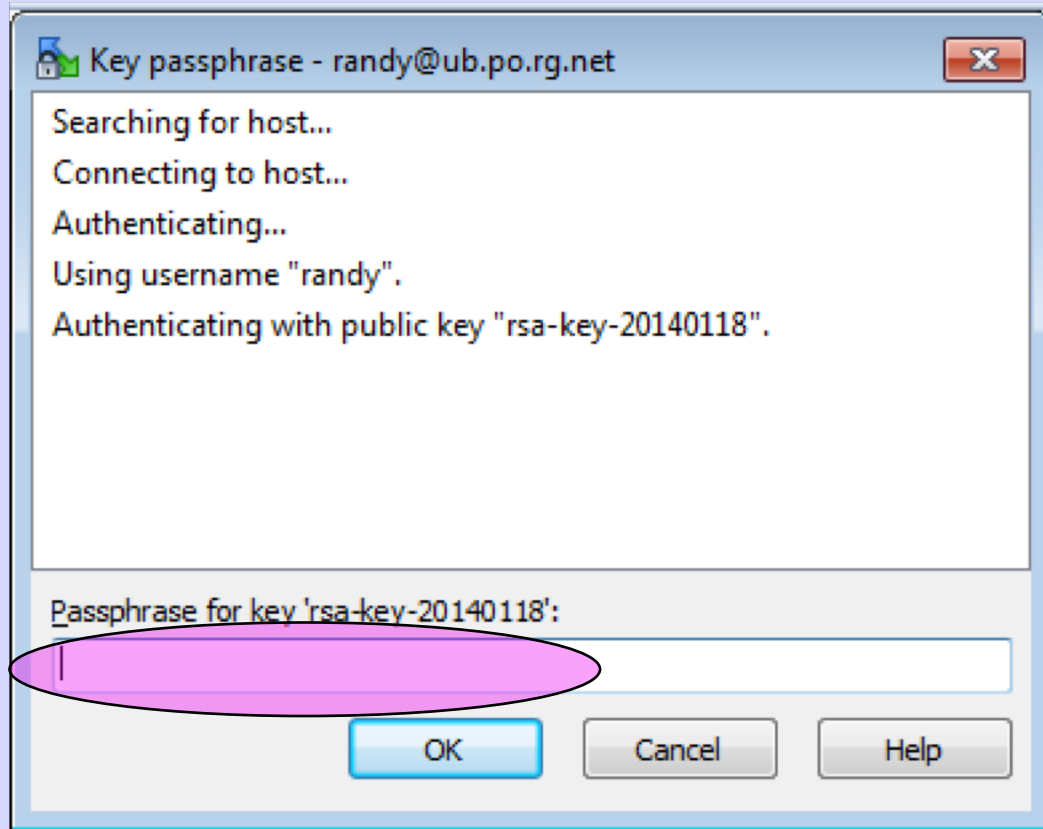 Key passphrase - randy@ub.po.rg.net
Searching for host...
Connecting to host...
Authenticating...
Using username "randy".
Authenticating with public key "rsa-key-20140118".
Passphrase for key 'rsa-key-20140118':
OK Cancel Help